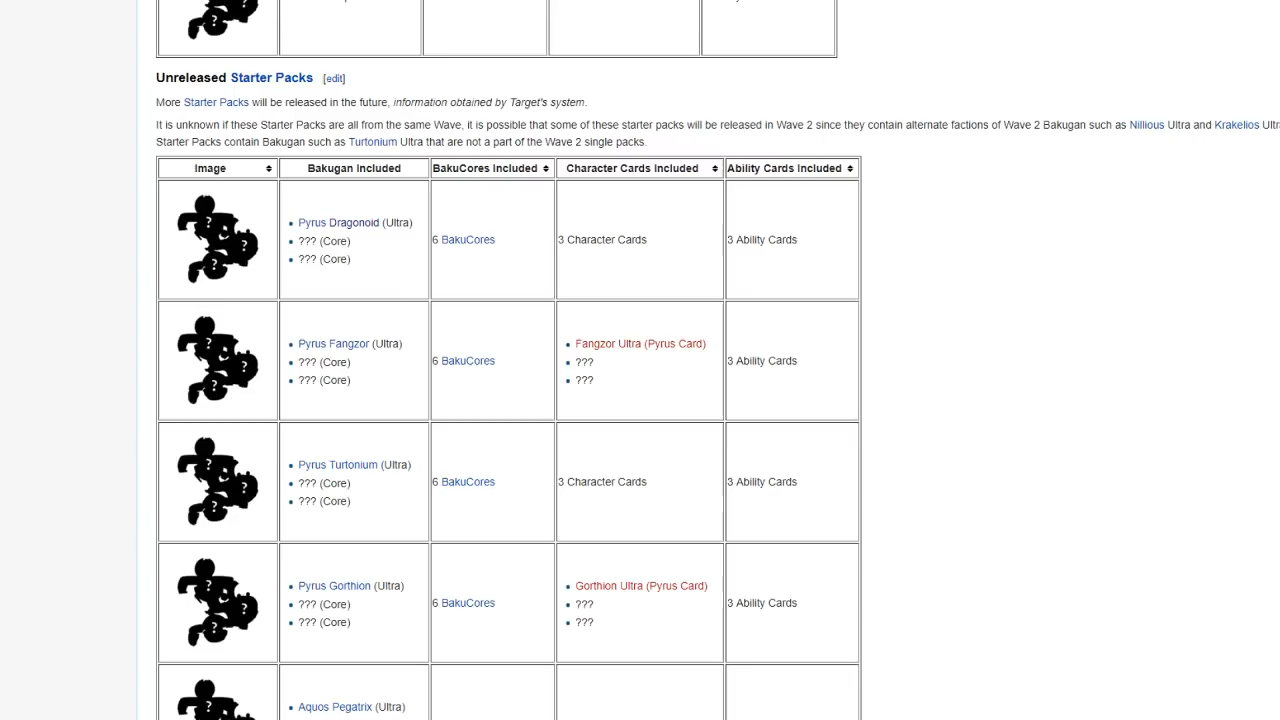 Unreleased Starter Packs [edit]
More Starter Packs will be released in the future, information obtained by Target's system.
It is unknown if these Starter Packs are all from the same Wave, it is possible that some of these starter packs will be released in Wave 2 since they contain alternate factions of Wave 2 Bakugan such as Nillious Ultra and Krakelios Ultr
Starter Packs contain Bakugan such as Turtonium Ultra that are not a part of the Wave 2 single packs.
Image Bakugan Included BakuCores Included Character Cards Included Ability Cards Included
Pyrus Dragonoid (Ultra)
??? (Core)
??? (Core)
6 BakuCores
3 Character Cards
3 Ability Cards
Pyrus Fangzor (Ultra)
??? (Core)
??? (Core)
6 BakuCores
Fangzor Ultra (Pyrus Card)
???
???
3 Ability Cards
Pyrus Turtonium (Ultra)
??? (Core)
??? (Core)
6 BakuCores
3 Character Cards
3 Ability Cards
Pyrus Gorthion (Ultra)
??? (Core)
??? (Core)
6 BakuCores
Gorthion Ultra (Pyrus Card)
???
???
3 Ability Cards
Aquos Pegatrix (Ultra)